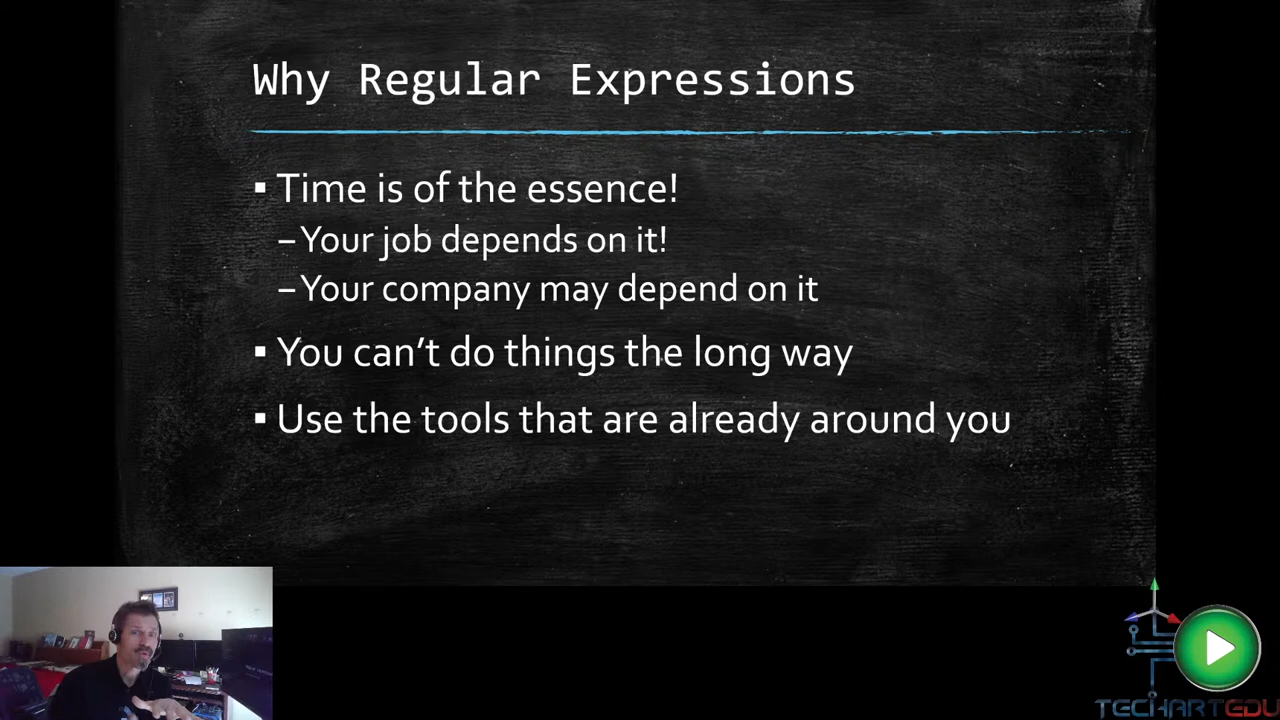 Why Regular Expressions
▪ Time is of the essence!
– Your job depends on it!
– Your company may depend on it
▪ You can’t do things the long way
▪ Use the tools that are already around you
TECHARTEDU